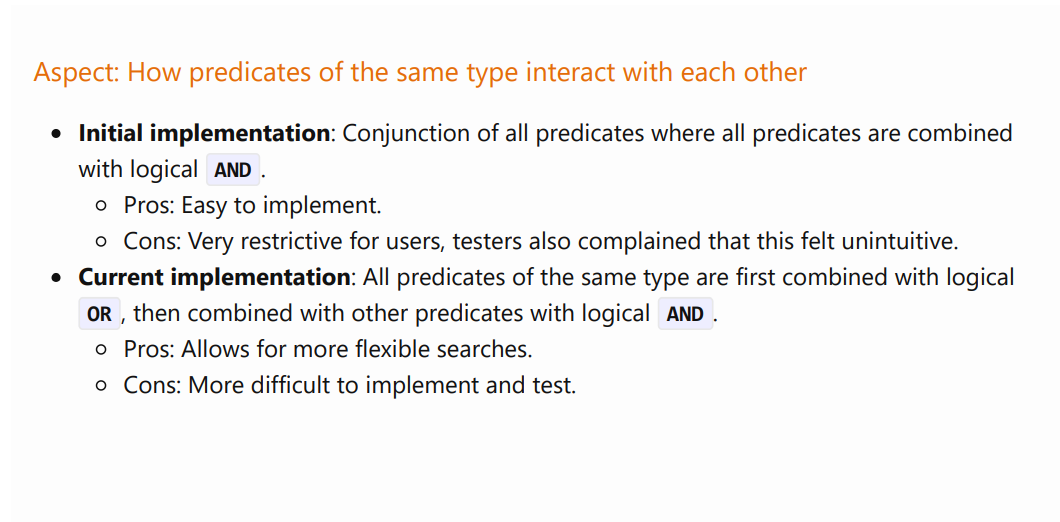 Aspect: How predicates of the same type interact with each other
• Initial implementation: Conjunction of all predicates where all predicates are combined
with logical AND.
◦ Pros: Easy to implement.
◦ Cons: Very restrictive for users, testers also complained that this felt unintuitive.
• Current implementation: All predicates of the same type are first combined with logical
OR, then combined with other predicates with logical AND.
◦ Pros: Allows for more flexible searches.
◦ Cons: More difficult to implement and test.